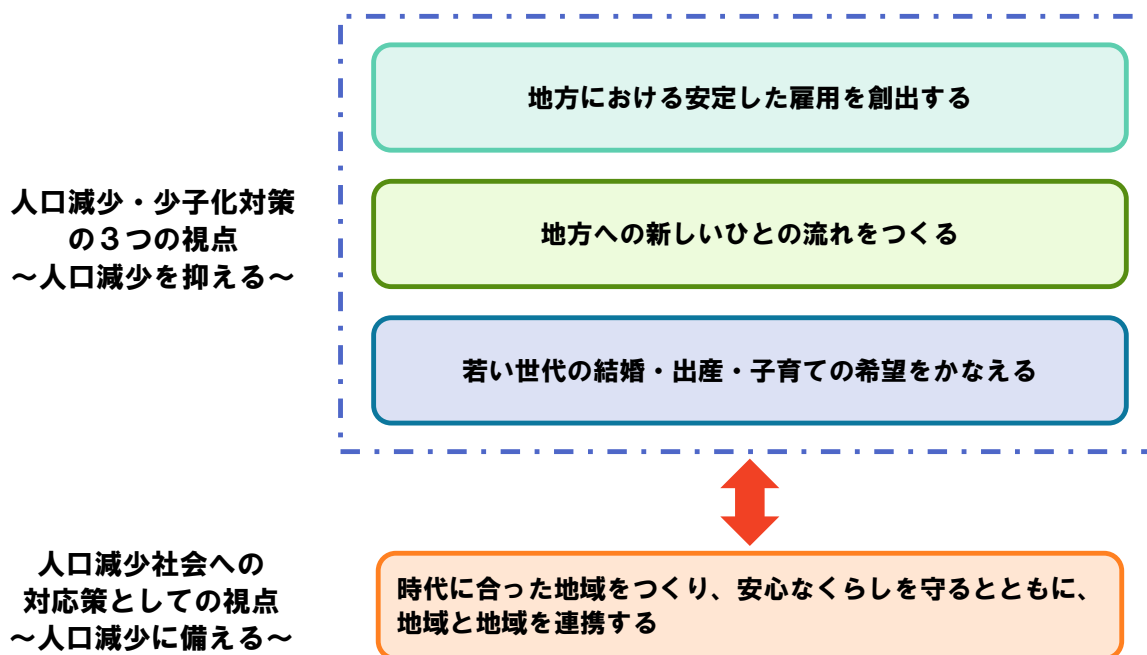 人口減少・少子化対策
の３つの視点
～人口減少を抑える～
地方における安定した雇用を創出する
地方への新しいひとの流れをつくる
若い世代の結婚・出産・子育ての希望をかなえる
人口減少社会への
対応策としての視点
～人口減少に備える～
時代に合った地域をつくり、安心なくらしを守るとともに、
地域と地域を連携する